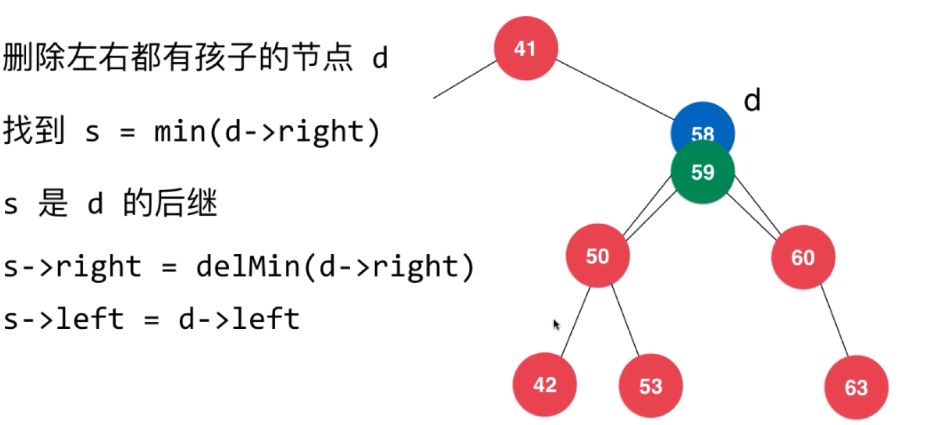 删除左右都有孩子的节点 d
找到 s = min(d->right)
s 是 d 的后继
s->right = delMin(d->right)
s->left = d->left
41
d
58
59
50
60
42
53
63